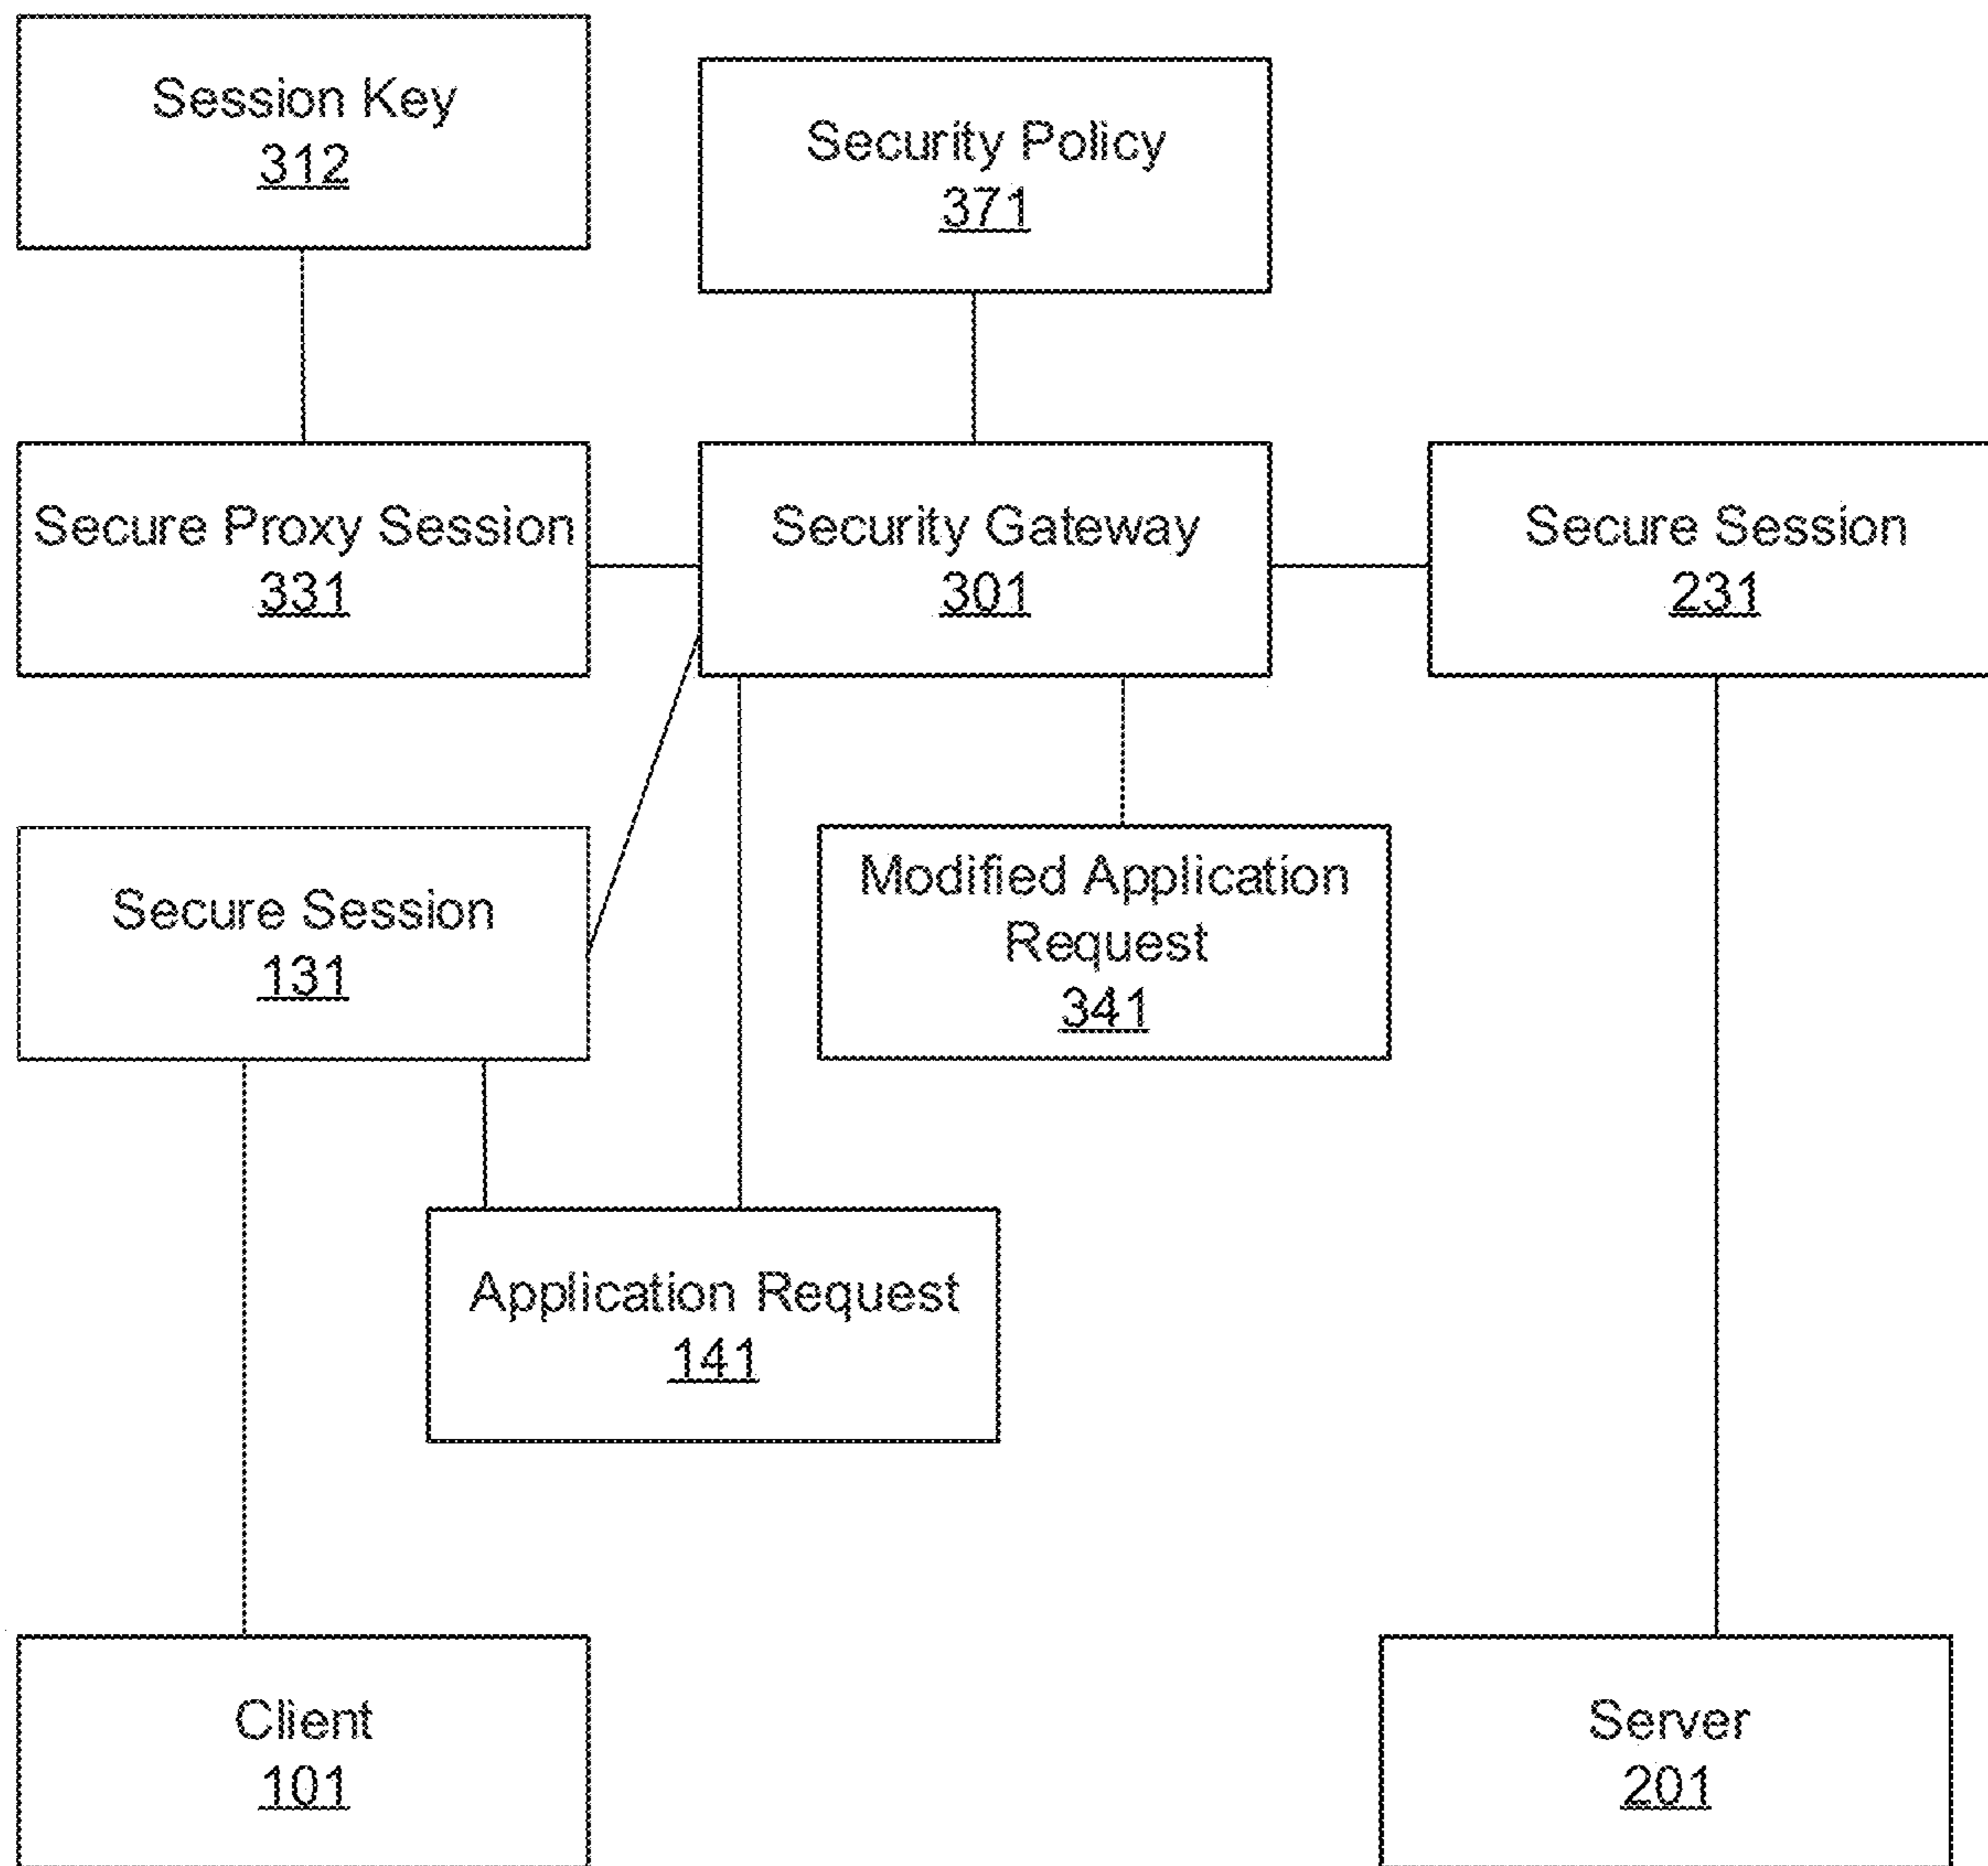 Session Key
312
Security Policy
371
Secure Proxy Session
331
Security Gateway
301
Secure Session
231
Secure Session
131
Modified Application
Request
341
Application Request
141
Client
101
Server
201